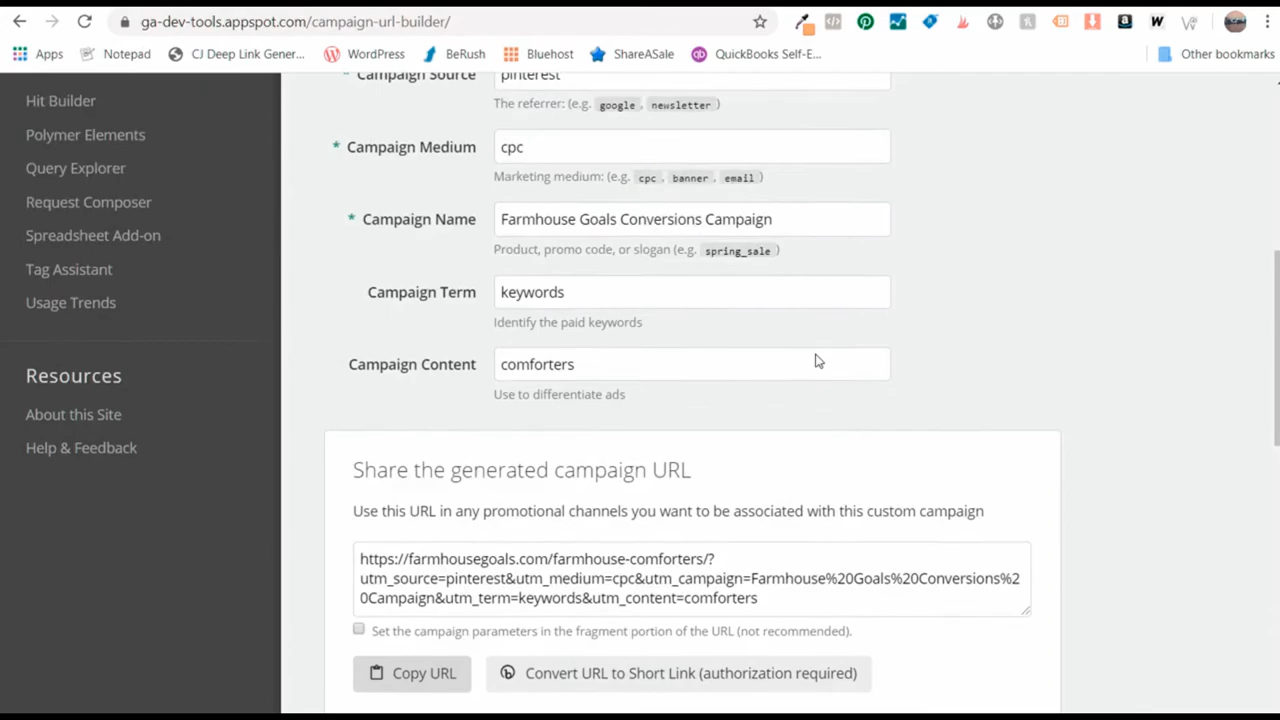 ga-dev-tools.appspot.com/campaign-url-builder/
Apps Notepad CJ Deep Link Gener... WordPress BeRush Bluehost ShareASale QuickBooks Self-E... Other bookmarks
Hit Builder
Polymer Elements
Query Explorer
Request Composer
Spreadsheet Add-on
Tag Assistant
Usage Trends
Resources
About this Site
Help & Feedback
* Campaign Source pinterest
The referrer: (e.g. google, newsletter)
* Campaign Medium cpc
Marketing medium: (e.g. cpc, banner, email)
* Campaign Name Farmhouse Goals Conversions Campaign
Product, promo code, or slogan (e.g. spring_sale)
Campaign Term keywords
Identify the paid keywords
Campaign Content comforters
Use to differentiate ads
Share the generated campaign URL
Use this URL in any promotional channels you want to be associated with this custom campaign
https://farmhousegoals.com/farmhouse-comforters/?
utm_source=pinterest&utm_medium=cpc&utm_campaign=Farmhouse%20Goals%20Conversions%2
0Campaign&utm_term=keywords&utm_content=comforters
Set the campaign parameters in the fragment portion of the URL (not recommended).
Copy URL Convert URL to Short Link (authorization required)